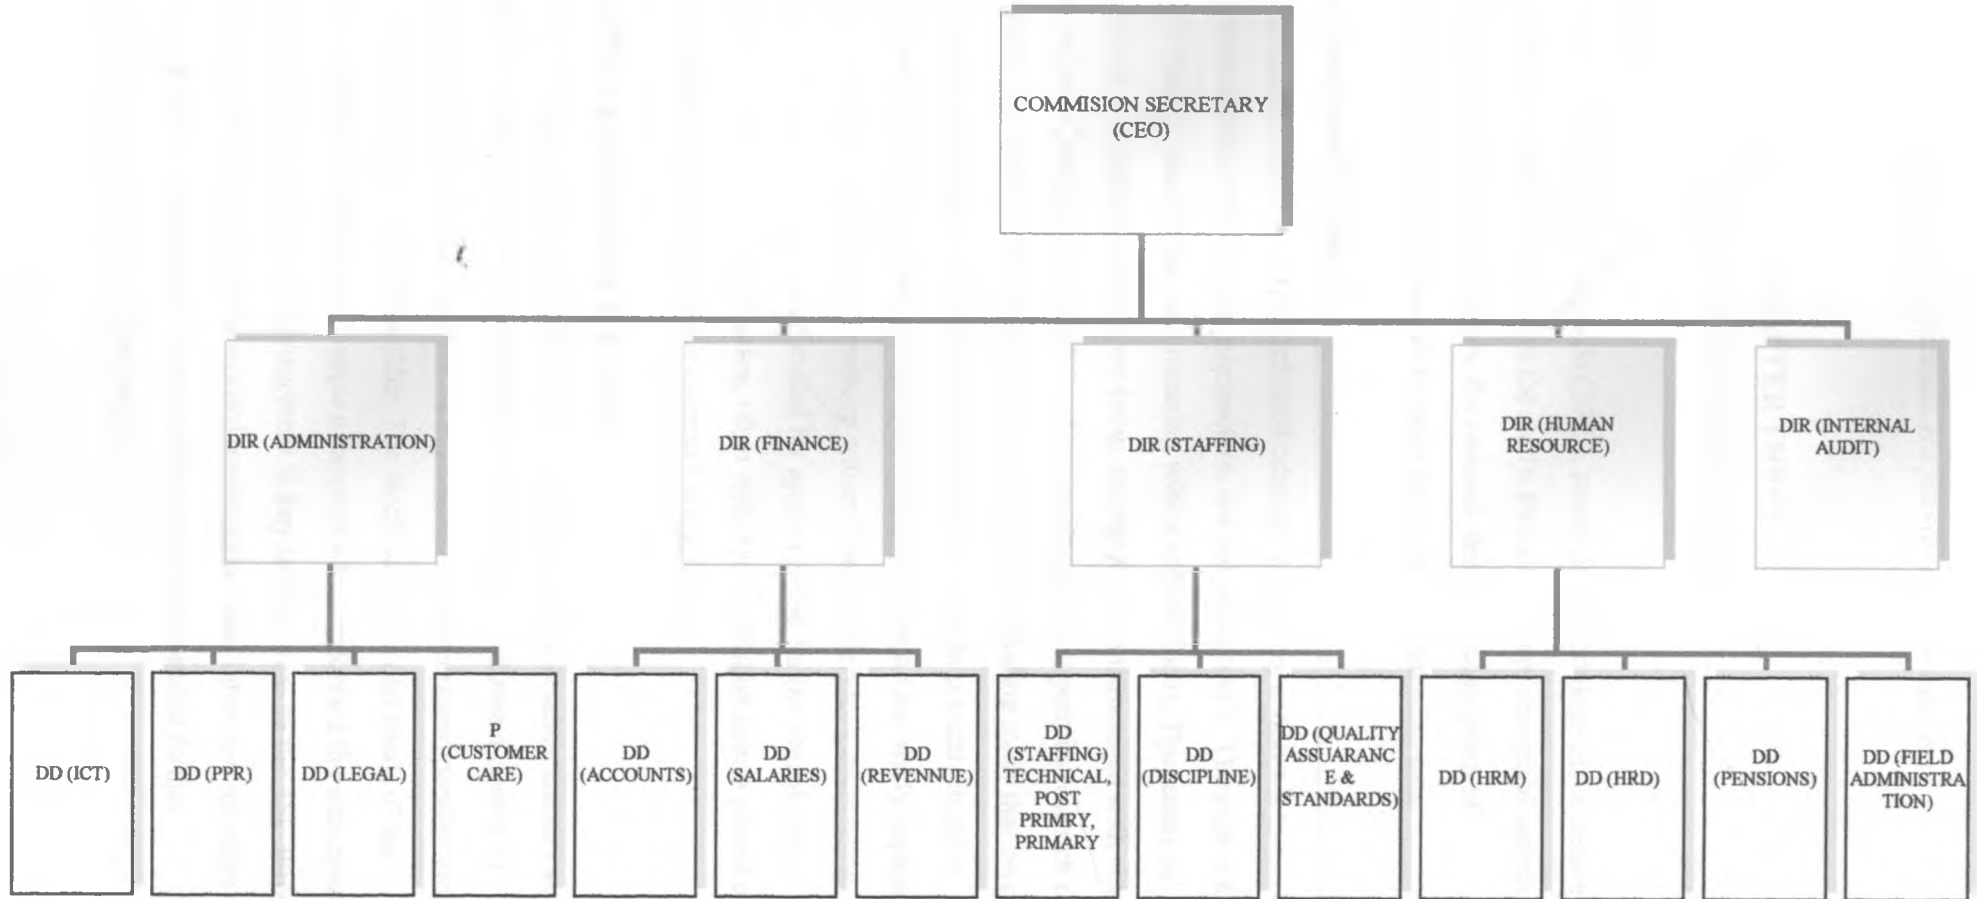 COMMISION SECRETARY
(CEO)
DIR (ADMINISTRATION)
DIR (FINANCE)
DIR (STAFFING)
DIR (HUMAN
RESOURCE)
DIR (INTERNAL
AUDIT)
DD (ICT)
DD (PPR)
DD (LEGAL)
P
(CUSTOMER
CARE)
DD
(ACCOUNTS)
DD
(SALARIES)
DD
(REVENNUE)
DD
(STAFFING)
TECHNICAL,
POST
PRIMRY,
PRIMARY
DD
(DISCIPLINE)
DD (QUALITY
ASSUARANC
E &
STANDARDS)
DD (HRM)
DD (HRD)
DD
(PENSIONS)
DD (FIELD
ADMINISTRA
TION)